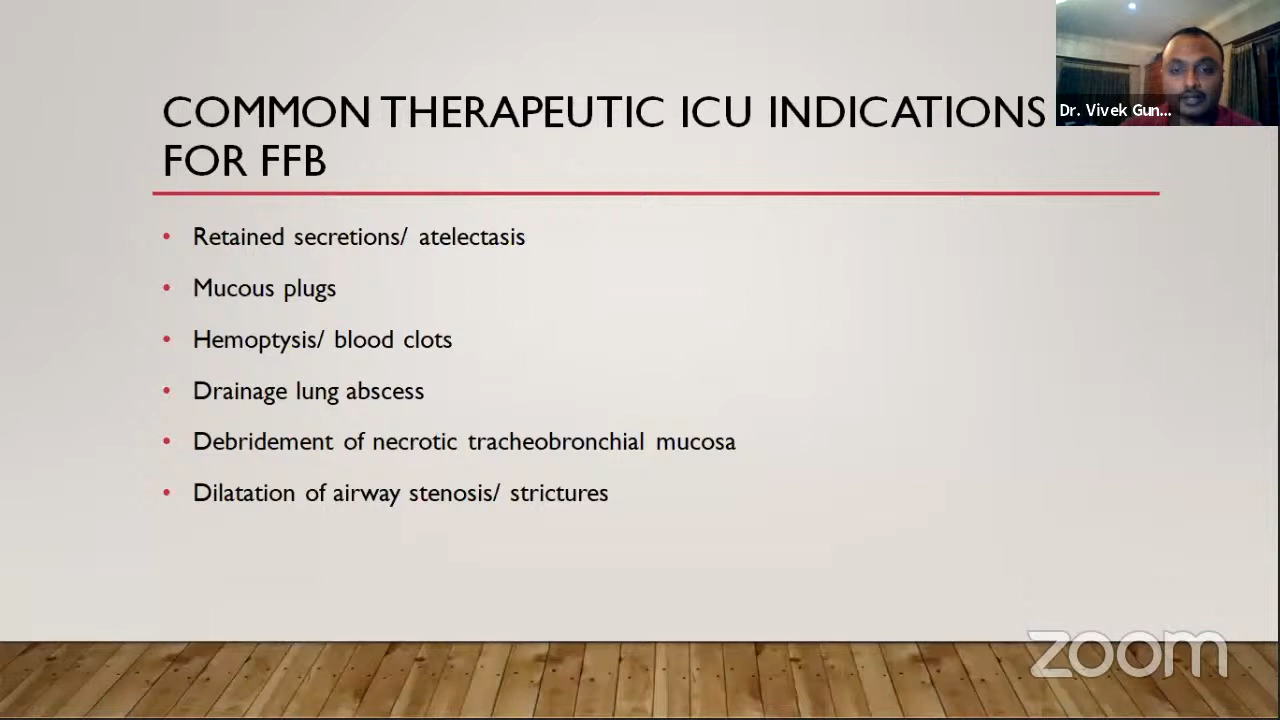 COMMON THERAPEUTIC ICU INDICATIONS
FOR FFB
Dr. Vivek Gun...
• Retained secretions/ atelectasis
• Mucous plugs
• Hemoptysis/ blood clots
• Drainage lung abscess
• Debridement of necrotic tracheobronchial mucosa
• Dilatation of airway stenosis/ strictures
zoom